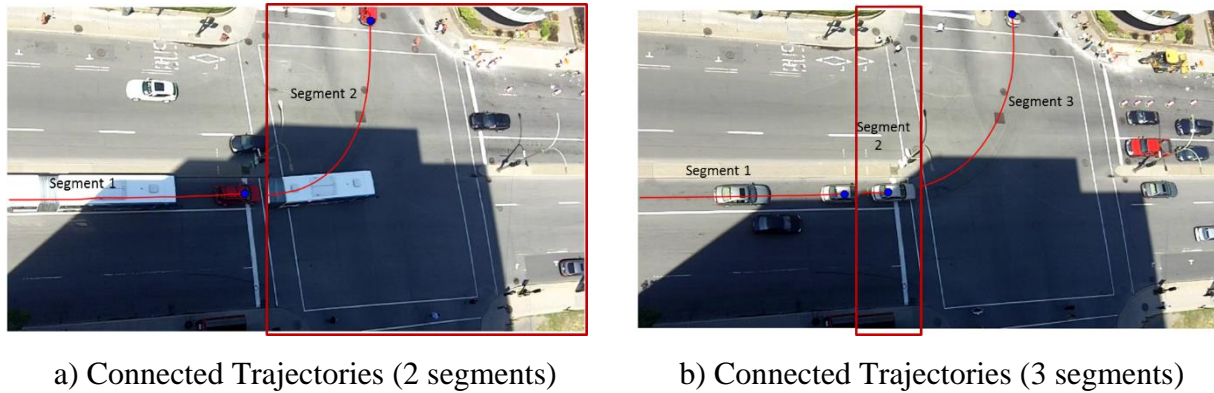 Segment 2
Segment 1
a) Connected Trajectories (2 segments)
Segment 3
Segment
2
Segment 1
b) Connected Trajectories (3 segments)